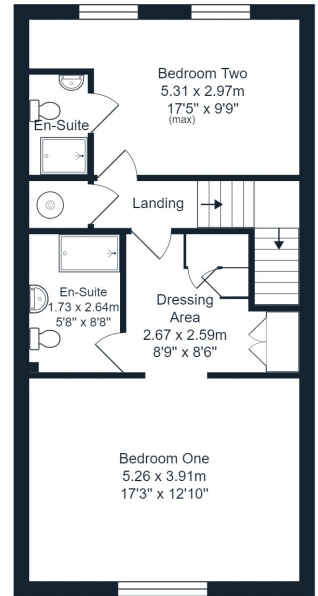 Bedroom Two
5.31 x 2.97m
17'5" x 9'9"
(max)
En-Suite
Landing
En-Suite
1.73 x 2.64m
5'8" x 8'8"
Dressing
Area
2.67 x 2.59m
8'9" x 8'6"
Bedroom One
5.26 x 3.91m
17'3" x 12'10"